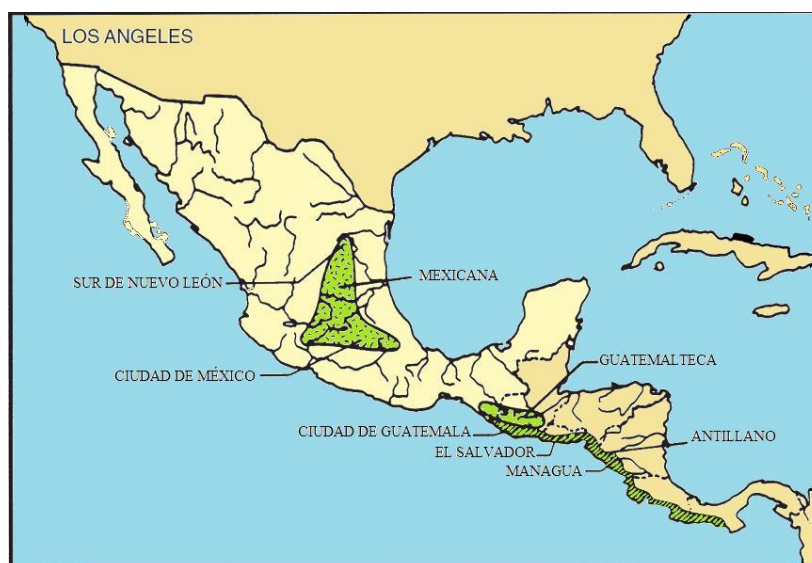 LOS ANGELES
SUR DE NUEVO LEÓN
MEXICANA
CIUDAD DE MÉXICO
GUATEMALTECA
CIUDAD DE GUATEMALA
ANTILLANO
EL SALVADOR
MANAGUA